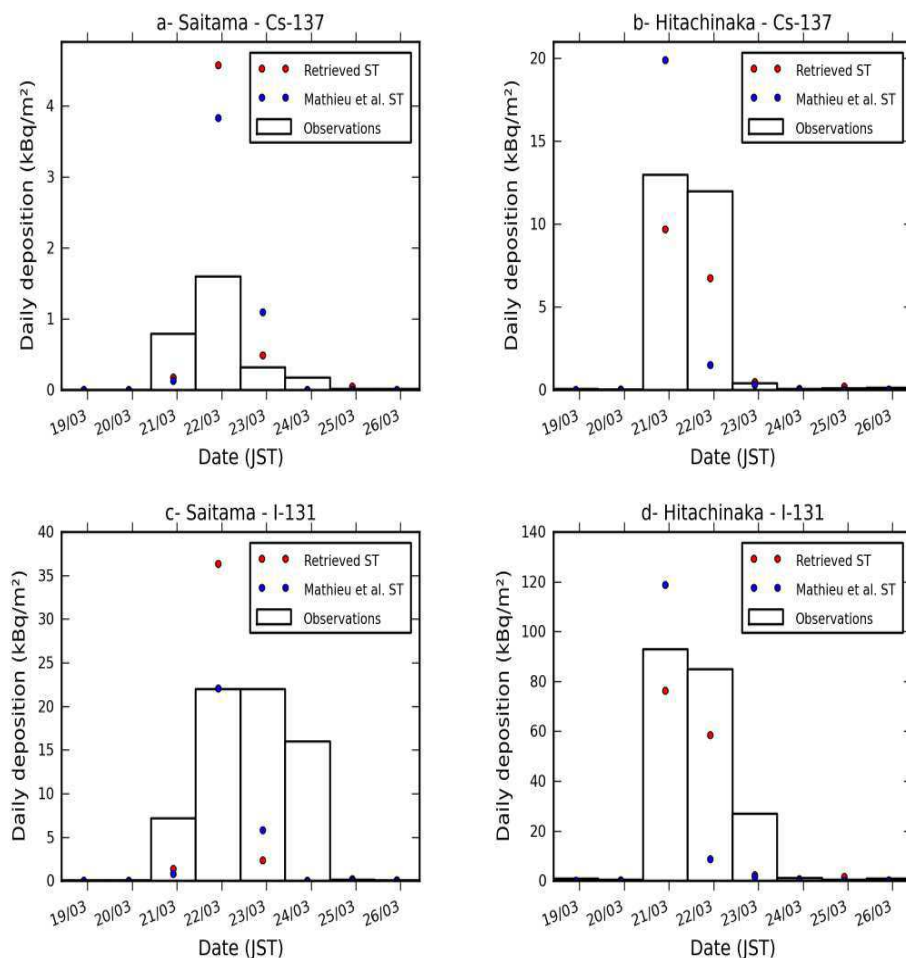 a- Saitama - Cs-137
Daily deposition (kBq/m²)
4
3
2
1
0
Retrieved ST
Mathieu et al. ST
Observations
19/03 20/03 21/03 22/03 23/03 24/03 25/03 26/03
Date (JST)
b- Hitachinaka - Cs-137
Daily deposition (kBq/m²)
20
15
10
5
0
Retrieved ST
Mathieu et al. ST
Observations
19/03 20/03 21/03 22/03 23/03 24/03 25/03 26/03
Date (JST)
c- Saitama - I-131
Daily deposition (kBq/m²)
40
35
30
25
20
15
10
5
0
Retrieved ST
Mathieu et al. ST
Observations
19/03 20/03 21/03 22/03 23/03 24/03 25/03 26/03
Date (JST)
d- Hitachinaka - I-131
Daily deposition (kBq/m²)
140
120
100
80
60
40
20
0
Retrieved ST
Mathieu et al. ST
Observations
19/03 20/03 21/03 22/03 23/03 24/03 25/03 26/03
Date (JST)